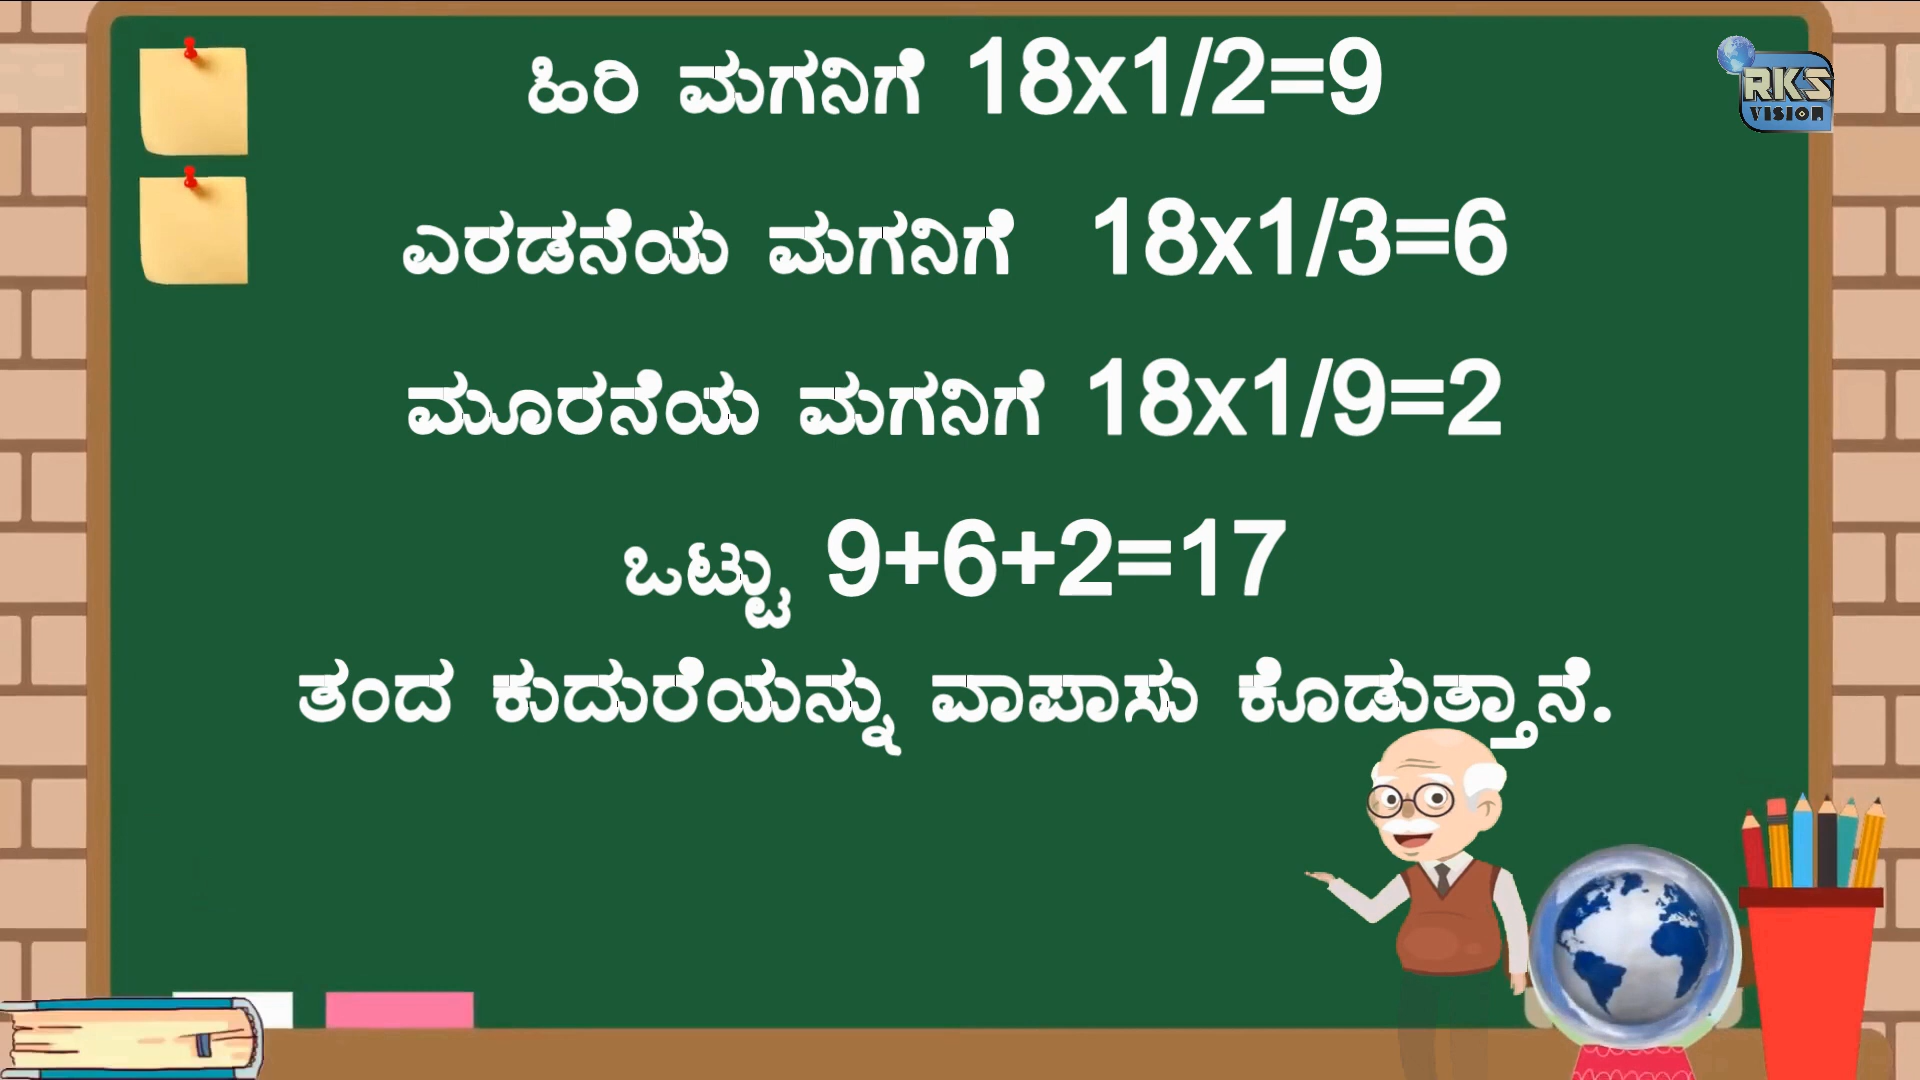 ಹಿರಿ ಮಗನಿಗೆ 18x1/2=9
ಎರಡನೆಯ ಮಗನಿಗೆ 18x1/3=6
ಮೂರನೆಯ ಮಗನಿಗೆ 18x1/9=2
ಒಟ್ಟು 9+6+2=17
ತಂದ ಕುದುರೆಯನ್ನು ವಾಪಾಸು ಕೊಡುತ್ತಾನೆ.
RKS
VISION